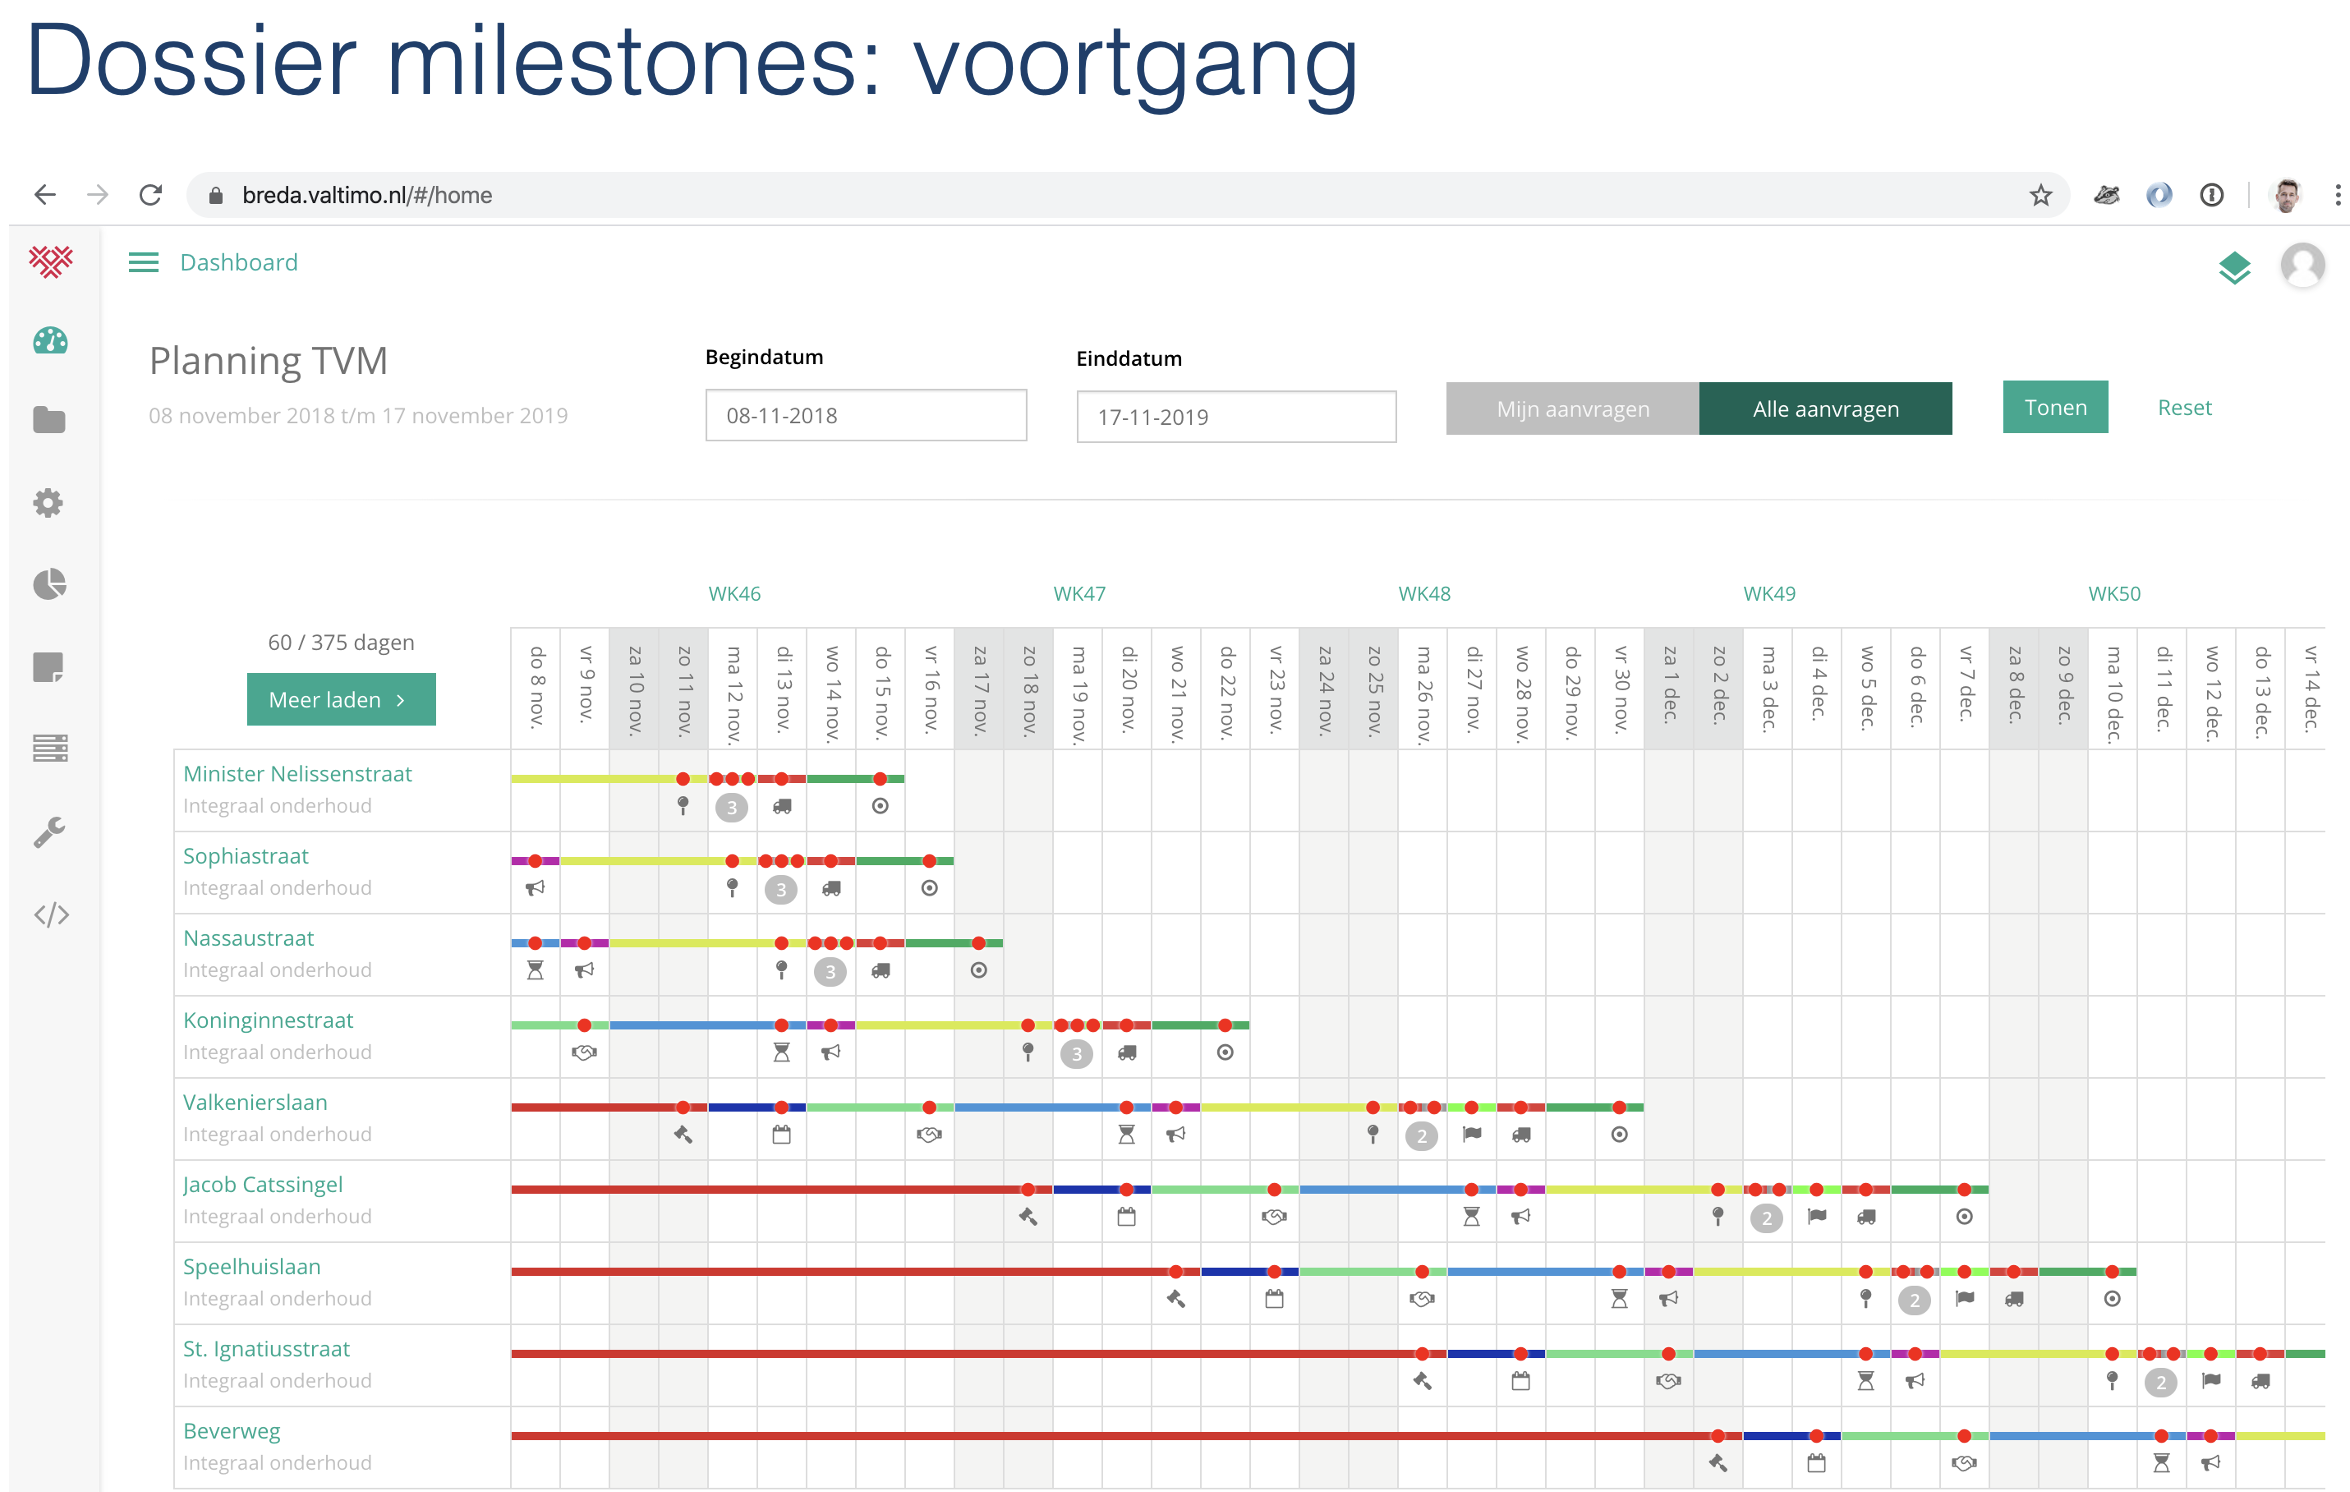 Dossier milestones: voortgang
breda.valtimo.nl/#/home
Dashboard
Planning TVM
08 november 2018 t/m 17 november 2019
Begindatum
08-11-2018
Einddatum
17-11-2019
Mijn aanvragen
Alle aanvragen
Tonen
Reset
WK46 WK47 WK48 WK49 WK50
60 / 375 dagen
Meer laden
do 8 nov.
vr 9 nov.
za 10 nov.
zo 11 nov.
ma 12 nov.
di 13 nov.
wo 14 nov.
do 15 nov.
vr 16 nov.
za 17 nov.
zo 18 nov.
ma 19 nov.
di 20 nov.
wo 21 nov.
do 22 nov.
vr 23 nov.
za 24 nov.
zo 25 nov.
ma 26 nov.
di 27 nov.
wo 28 nov.
do 29 nov.
vr 30 nov.
za 1 dec.
zo 2 dec.
ma 3 dec.
di 4 dec.
wo 5 dec.
do 6 dec.
vr 7 dec.
za 8 dec.
zo 9 dec.
ma 10 dec.
di 11 dec.
wo 12 dec.
do 13 dec.
vr 14 dec.
Minister Nelissenstraat
Integraal onderhoud
3
Sophiastraat
Integraal onderhoud
3
Nassaustraat
Integraal onderhoud
3
Koninginnestraat
Integraal onderhoud
3
Valkenierslaan
Integraal onderhoud
2
Jacob Catssingel
Integraal onderhoud
2
Speelhuislaan
Integraal onderhoud
2
St. Ignatiusstraat
Integraal onderhoud
2
Beverweg
Integraal onderhoud